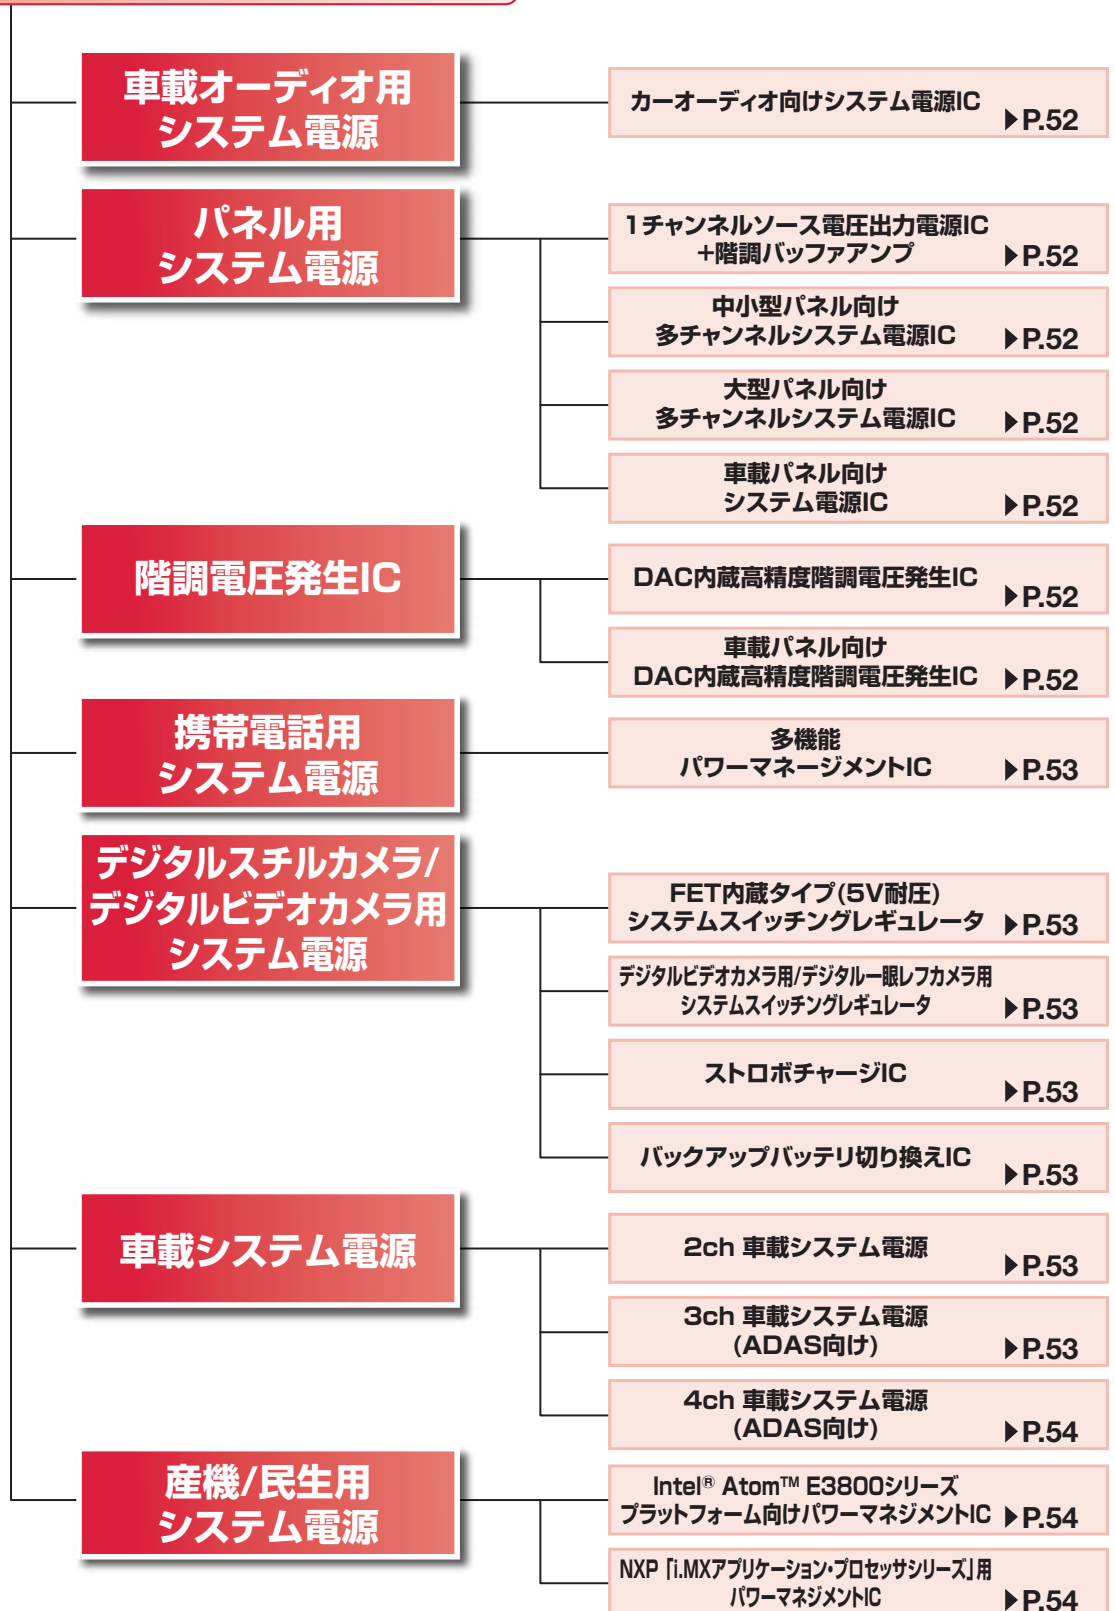 車載オーディオ用
システム電源
カーオーディオ向けシステム電源IC
▶P.52
パネル用
システム電源
1チャンネルソース電圧出力電源IC
+階調バッファアンプ
▶P.52
中小型パネル向け
多チャンネルシステム電源IC
▶P.52
大型パネル向け
多チャンネルシステム電源IC
▶P.52
車載パネル向け
システム電源IC
▶P.52
階調電圧発生IC
DAC内蔵高精度階調電圧発生IC
▶P.52
車載パネル向け
DAC内蔵高精度階調電圧発生IC
▶P.52
携帯電話用
システム電源
多機能
パワーマネージメントIC
▶P.53
デジタルスチルカメラ/
デジタルビデオカメラ用
システム電源
FET内蔵タイプ(5V耐圧)
システムスイッチングレギュレータ
▶P.53
デジタルビデオカメラ用/デジタル一眼レフカメラ用
システムスイッチングレギュレータ
▶P.53
ストロボチャージIC
▶P.53
バックアップバッテリ切り換えIC
▶P.53
車載システム電源
2ch 車載システム電源
▶P.53
3ch 車載システム電源
(ADAS向け)
▶P.53
4ch 車載システム電源
(ADAS向け)
▶P.54
産機/民生用
システム電源
Intel® Atom™ E3800シリーズ
プラットフォーム向けパワーマネジメントIC
▶P.54
NXP「i.MXアプリケーション・プロセッサシリーズ」用
パワーマネジメントIC
▶P.54